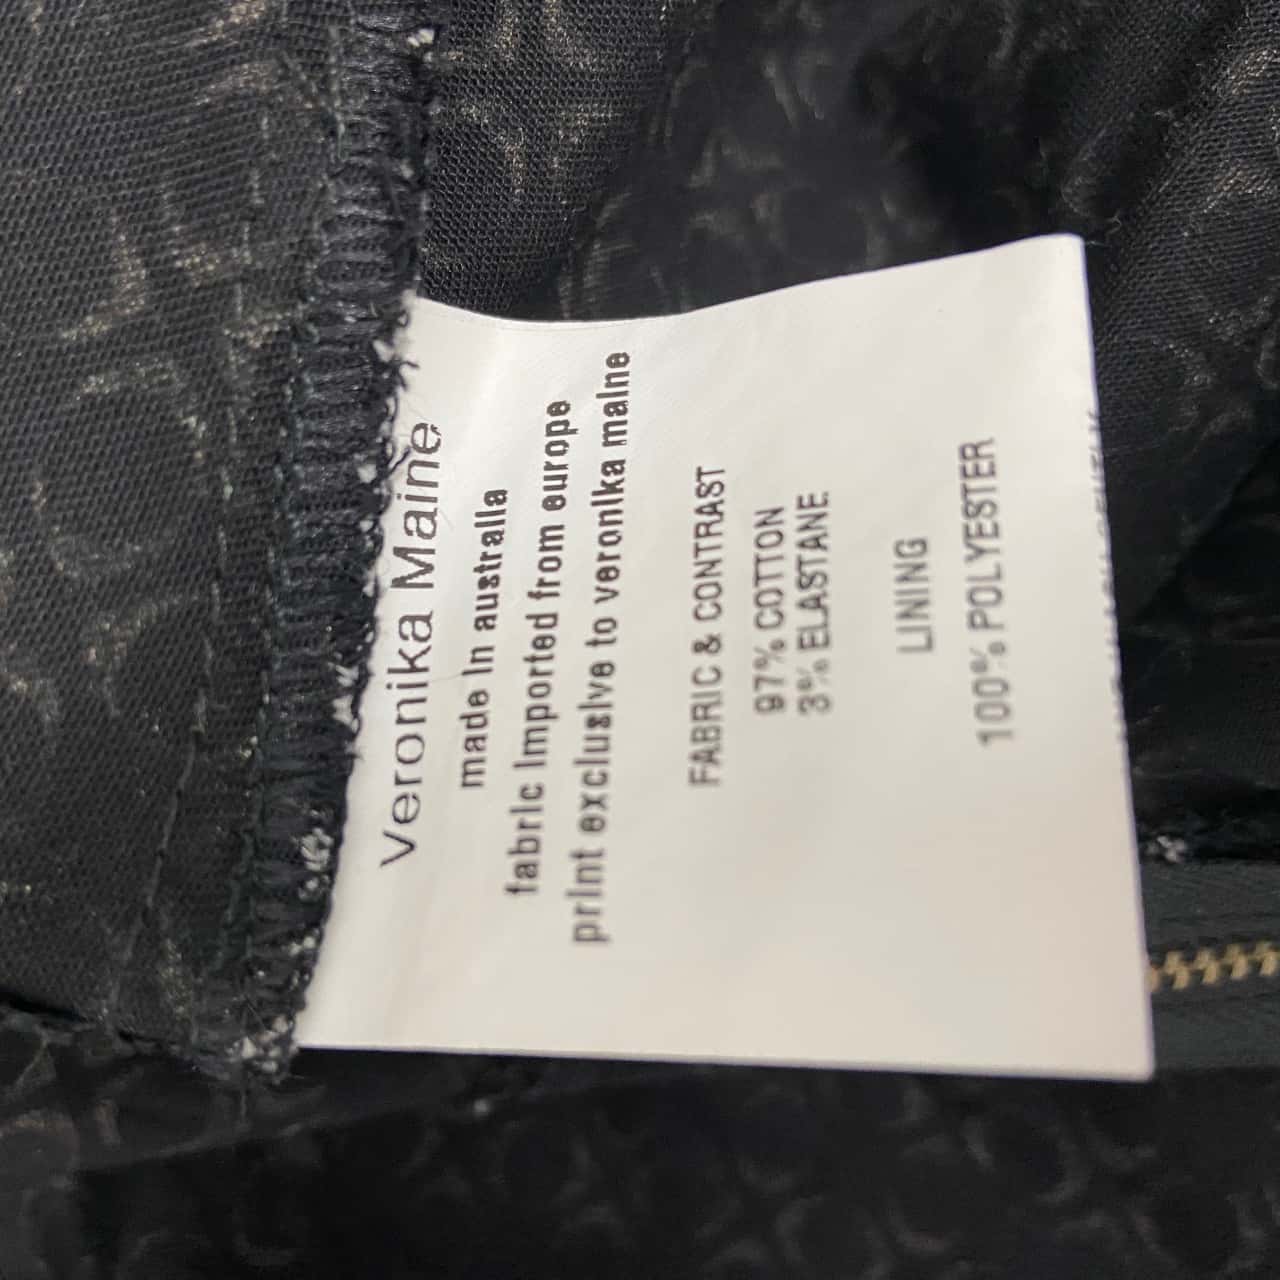 Veronika Maine
made in australia
fabric imported from europe
print exclusive to veronika maine
FABRIC & CONTRAST
97% COTTON
3% ELASTANE
LINING
100% POLYESTER